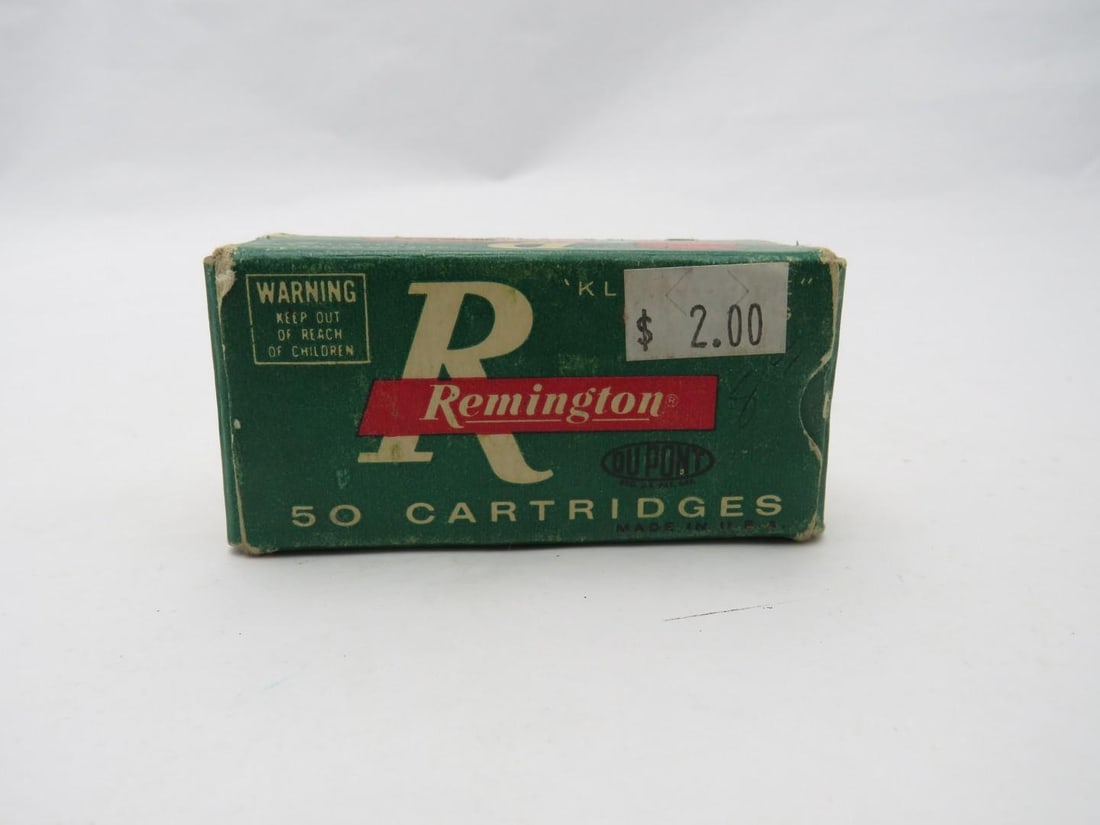 WARNING
KEEP OUT
OF REACH
OF CHILDREN
R
"KL
"
$ 2.00
Remington®
DU PONT
50 CARTRIDGES
MADE IN U.S.A.